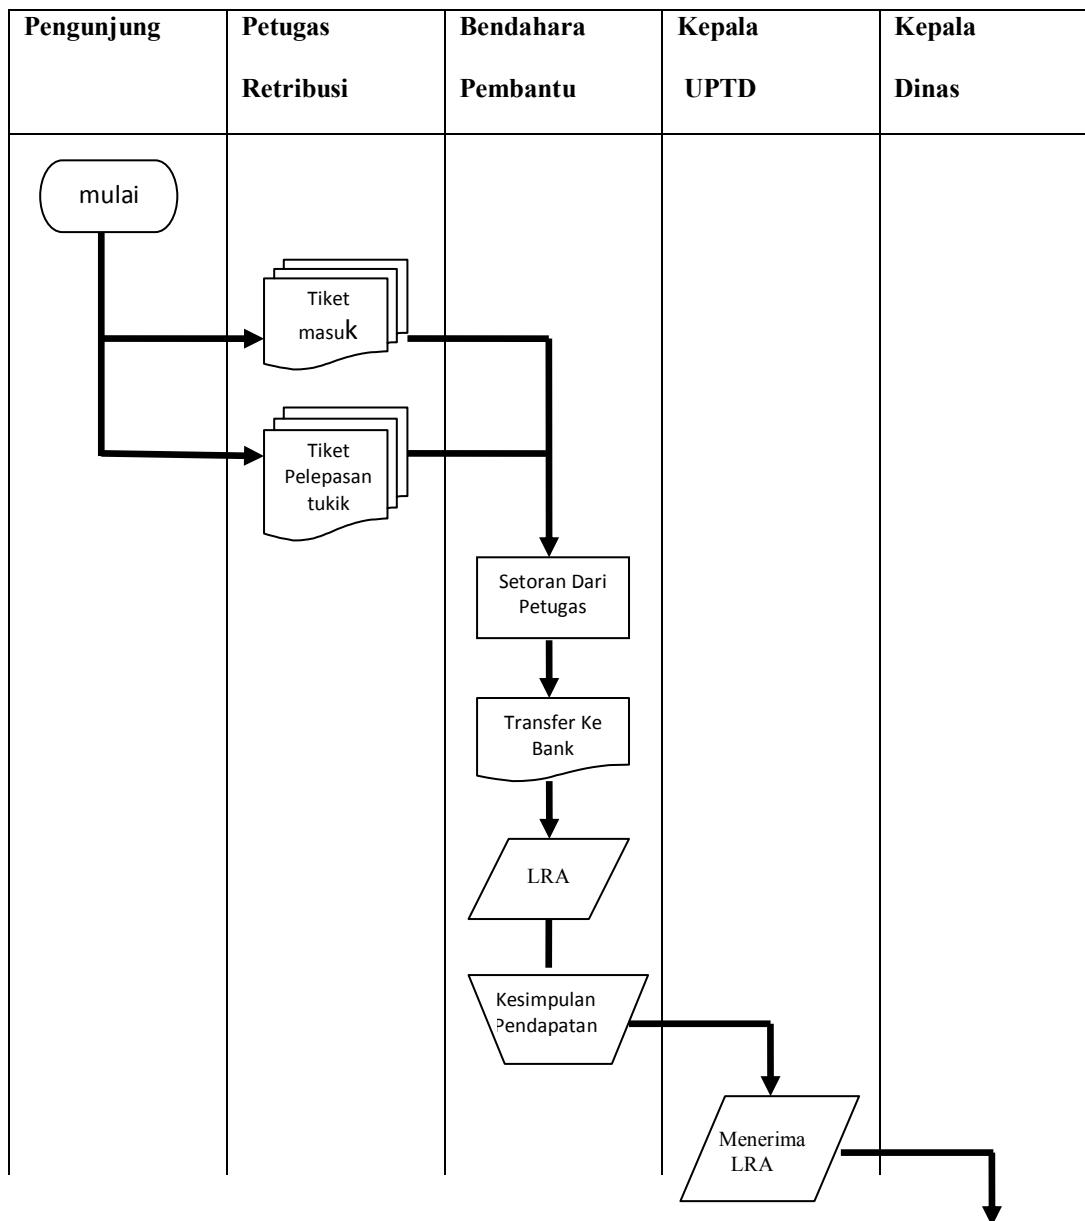 Pengunjung
Petugas
Retribusi
Bendahara
Pembantu
Kepala
UPTD
Kepala
Dinas
mulai
Tiket
masuk
Tiket
Pelepasan
tukik
Setoran Dari
Petugas
Transfer Ke
Bank
LRA
Kesimpulan
Pendapatan
Menerima
LRA